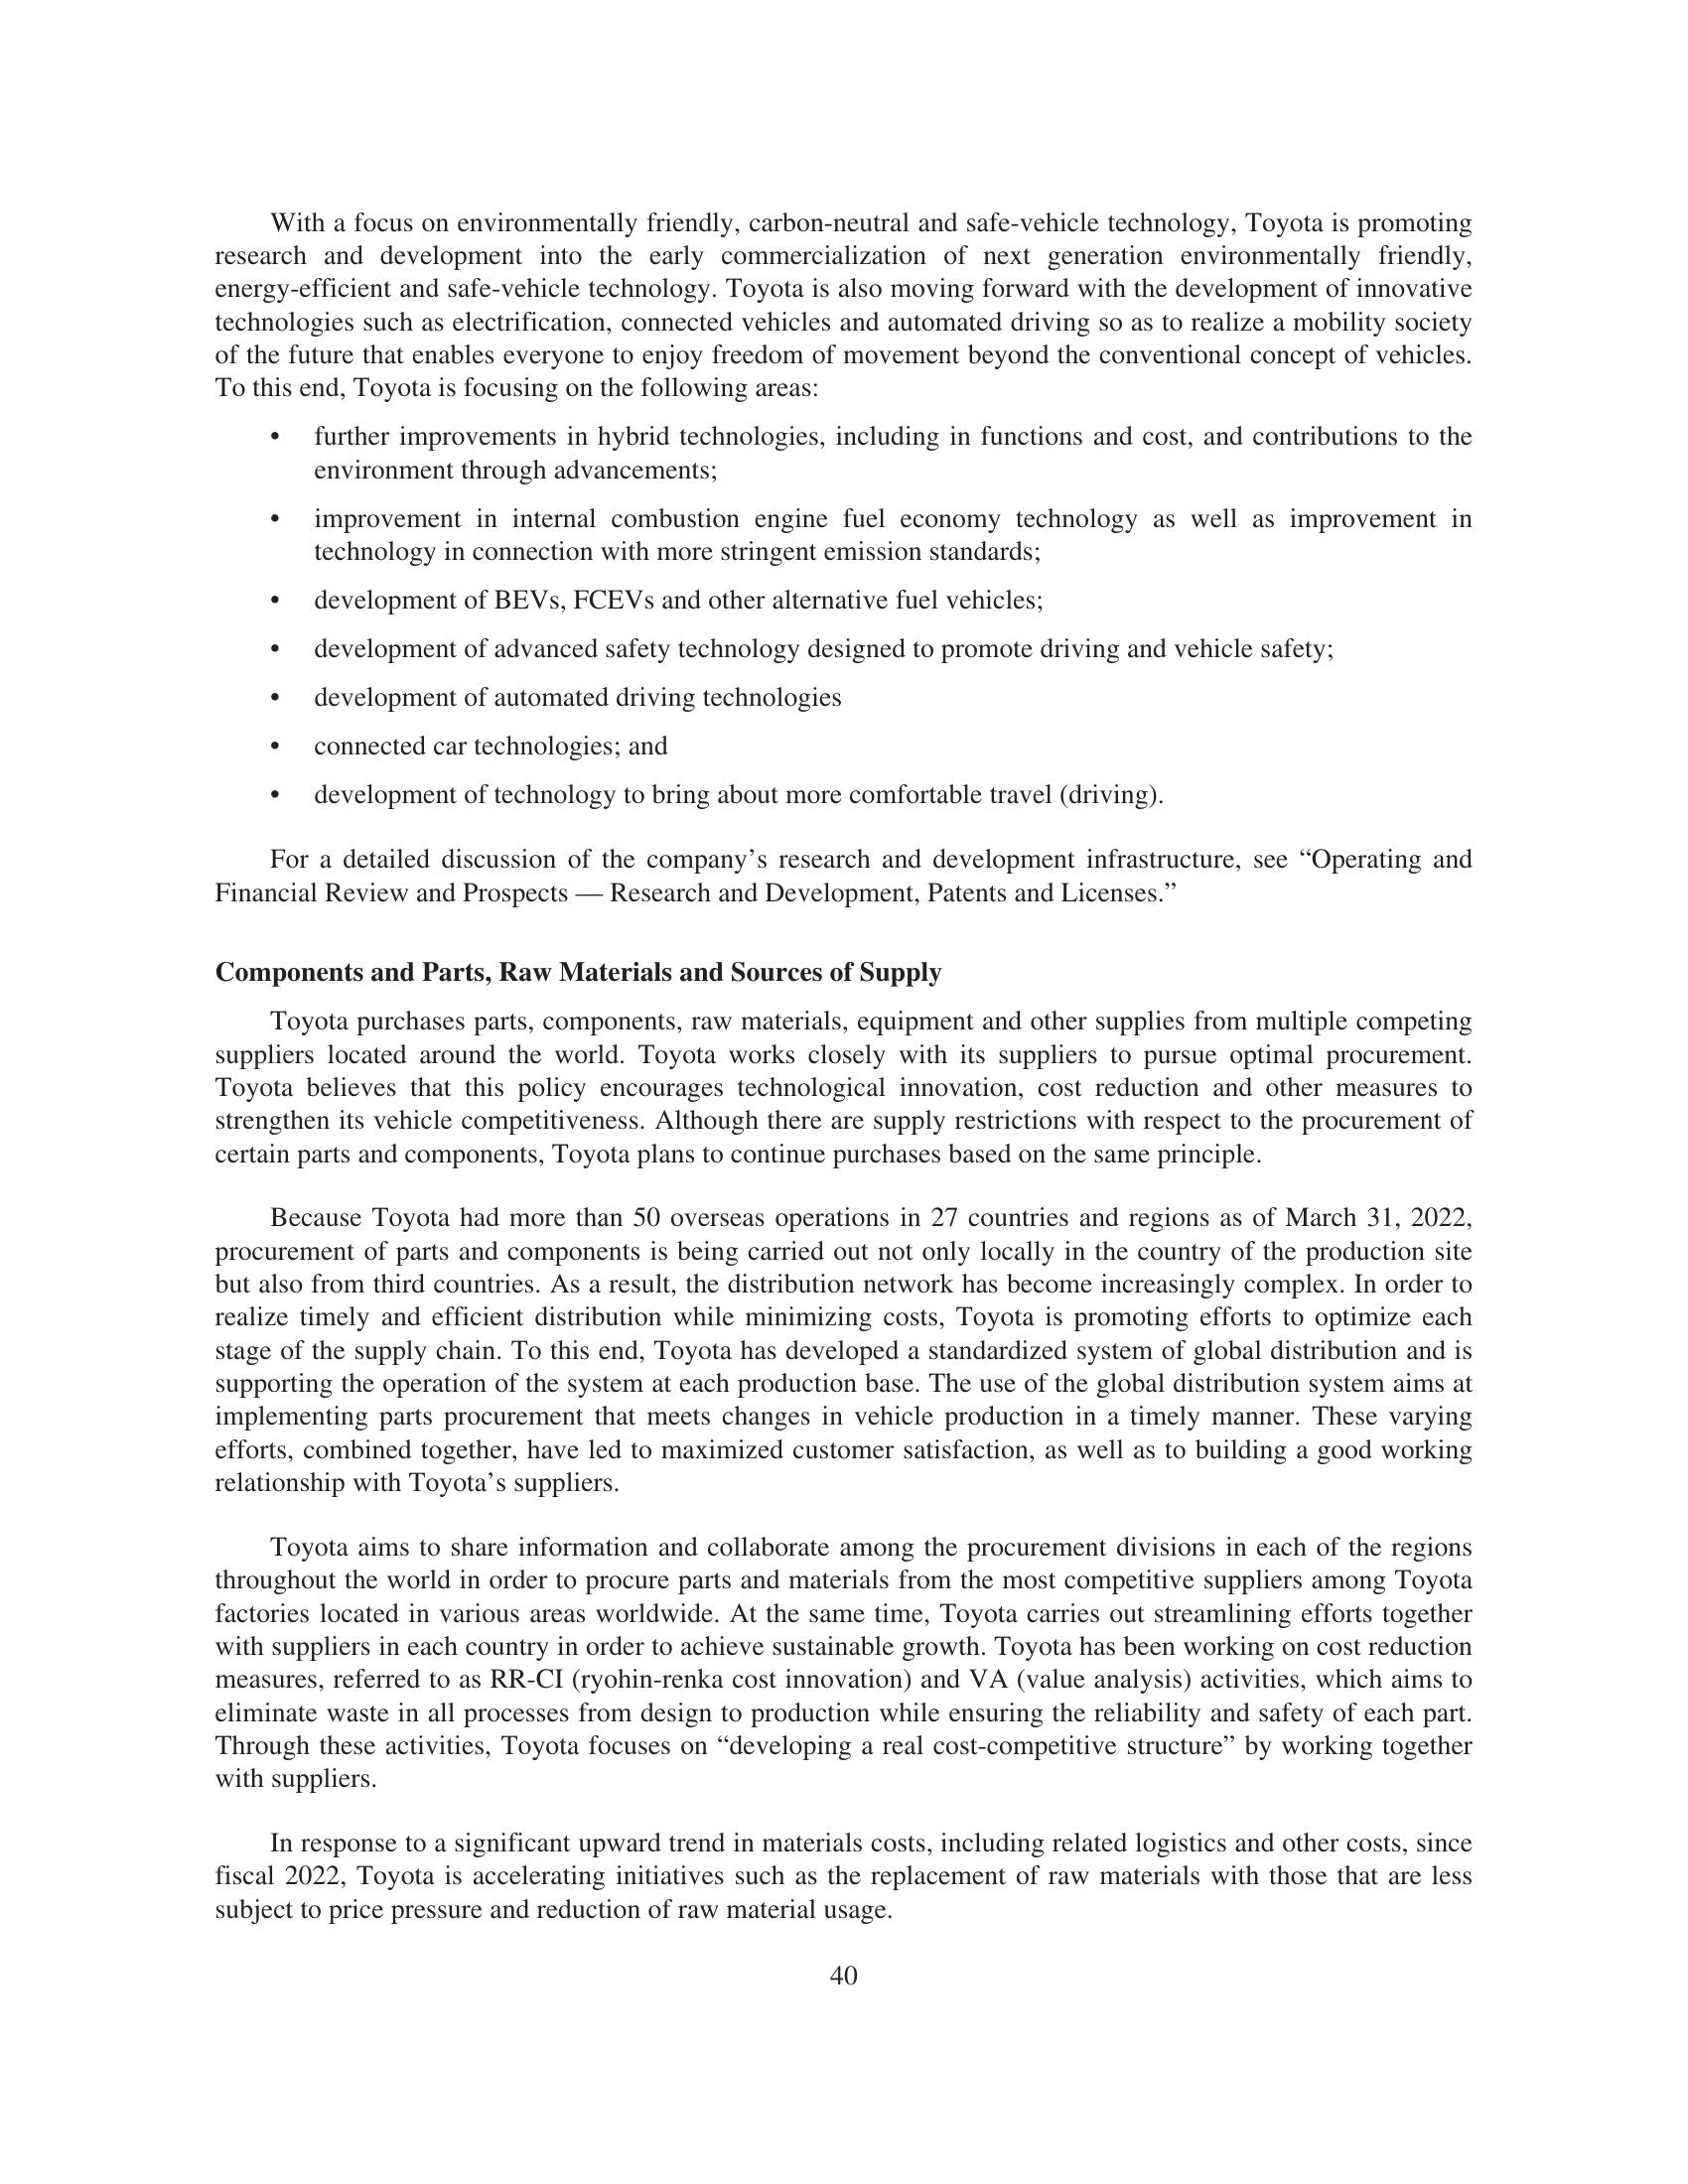 With a focus on environmentally friendly, carbon-neutral and safe-vehicle technology, Toyota is promoting
research and development into the early commercialization of next generation environmentally friendly,
energy-efficient and safe-vehicle technology. Toyota is also moving forward with the development of innovative
technologies such as electrification, connected vehicles and automated driving so as to realize a mobility society
of the future that enables everyone to enjoy freedom of movement beyond the conventional concept of vehicles.
To this end, Toyota is focusing on the following areas:
• further improvements in hybrid technologies, including in functions and cost, and contributions to the
environment through advancements;
• improvement in internal combustion engine fuel economy technology as well as improvement in
technology in connection with more stringent emission standards;
• development of BEVs, FCEVs and other alternative fuel vehicles;
• development of advanced safety technology designed to promote driving and vehicle safety;
• development of automated driving technologies
• connected car technologies; and
• development of technology to bring about more comfortable travel (driving).
For a detailed discussion of the company’s research and development infrastructure, see “Operating and
Financial Review and Prospects — Research and Development, Patents and Licenses.”
Components and Parts, Raw Materials and Sources of Supply
Toyota purchases parts, components, raw materials, equipment and other supplies from multiple competing
suppliers located around the world. Toyota works closely with its suppliers to pursue optimal procurement.
Toyota believes that this policy encourages technological innovation, cost reduction and other measures to
strengthen its vehicle competitiveness. Although there are supply restrictions with respect to the procurement of
certain parts and components, Toyota plans to continue purchases based on the same principle.
Because Toyota had more than 50 overseas operations in 27 countries and regions as of March 31, 2022,
procurement of parts and components is being carried out not only locally in the country of the production site
but also from third countries. As a result, the distribution network has become increasingly complex. In order to
realize timely and efficient distribution while minimizing costs, Toyota is promoting efforts to optimize each
stage of the supply chain. To this end, Toyota has developed a standardized system of global distribution and is
supporting the operation of the system at each production base. The use of the global distribution system aims at
implementing parts procurement that meets changes in vehicle production in a timely manner. These varying
efforts, combined together, have led to maximized customer satisfaction, as well as to building a good working
relationship with Toyota’s suppliers.
Toyota aims to share information and collaborate among the procurement divisions in each of the regions
throughout the world in order to procure parts and materials from the most competitive suppliers among Toyota
factories located in various areas worldwide. At the same time, Toyota carries out streamlining efforts together
with suppliers in each country in order to achieve sustainable growth. Toyota has been working on cost reduction
measures, referred to as RR-CI (ryohin-renka cost innovation) and VA (value analysis) activities, which aims to
eliminate waste in all processes from design to production while ensuring the reliability and safety of each part.
Through these activities, Toyota focuses on “developing a real cost-competitive structure” by working together
with suppliers.
In response to a significant upward trend in materials costs, including related logistics and other costs, since
fiscal 2022, Toyota is accelerating initiatives such as the replacement of raw materials with those that are less
subject to price pressure and reduction of raw material usage.
40